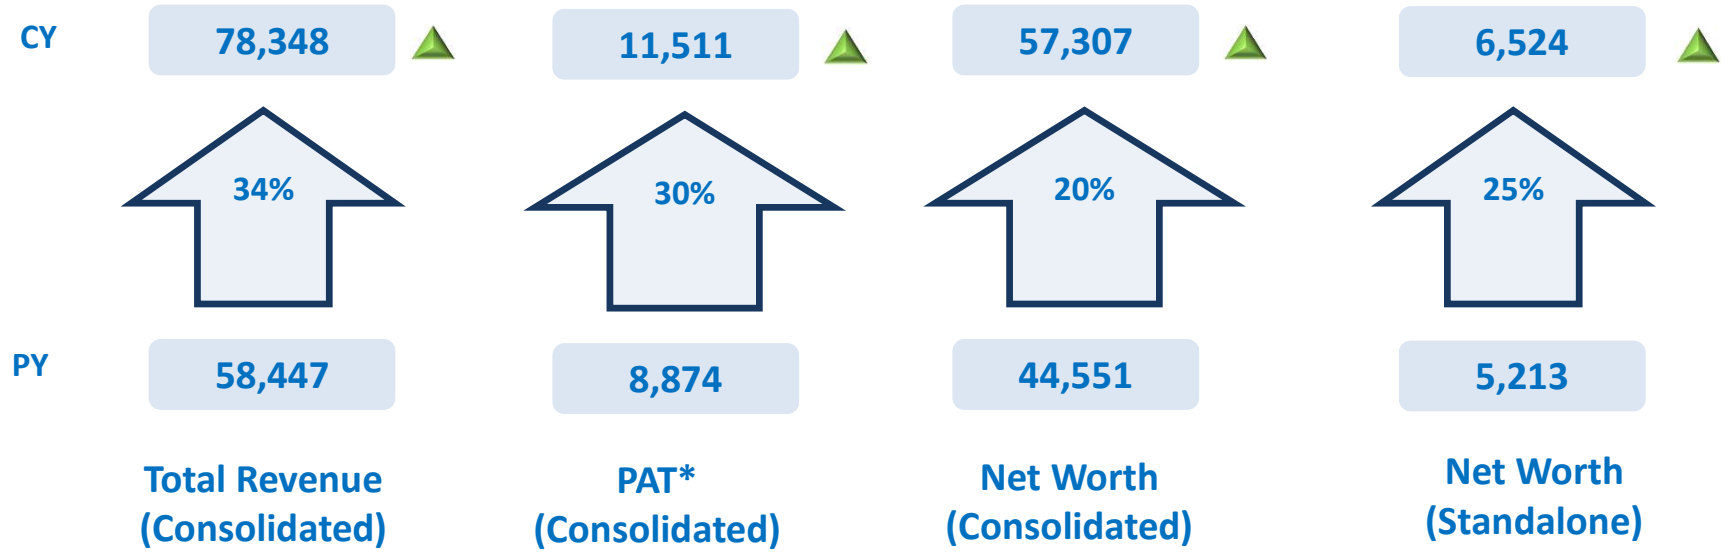 CY
78,348
11,511
57,307
6,524
34%
30%
20%
25%
PY
58,447
8,874
44,551
5,213
Total Revenue
(Consolidated)
PAT*
(Consolidated)
Net Worth
(Consolidated)
Net Worth
(Standalone)